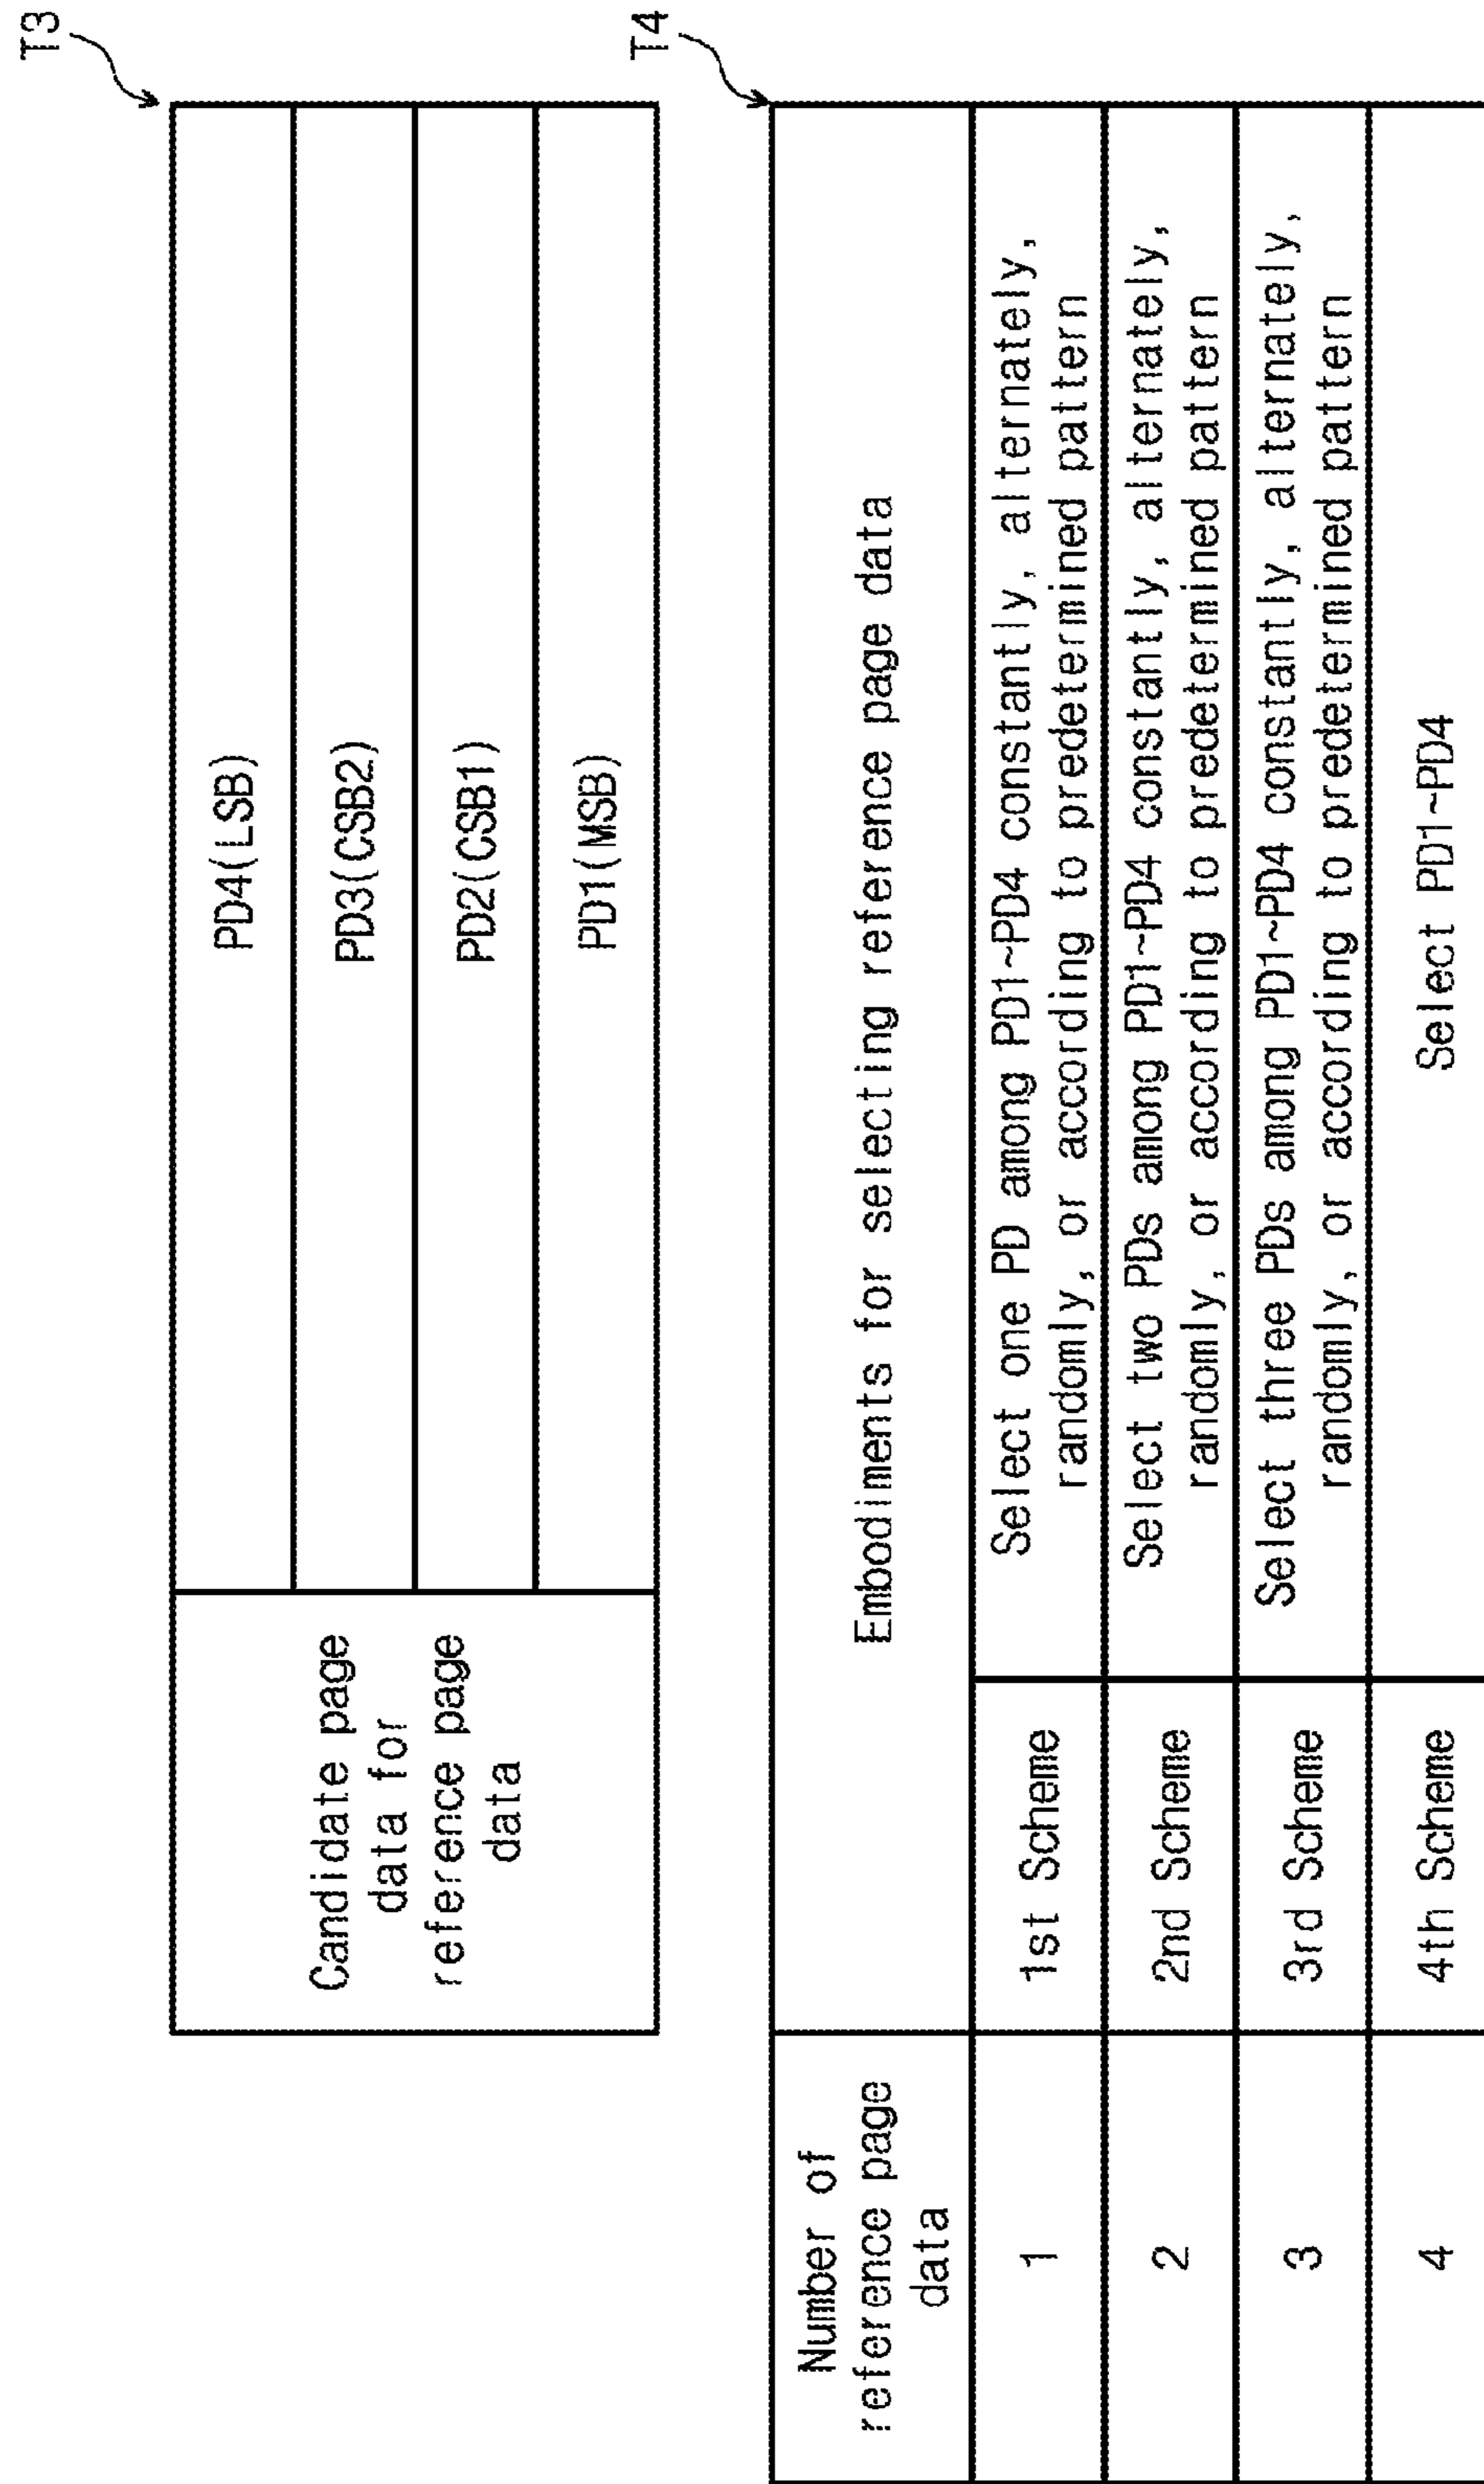 T3
Candidate page
data for
reference page
data
PD4(LSB)
PD3(CSB2)
PD2(CSB1)
PD1(MSB)
T4
Number of
reference page
data
Embodiments for selecting reference page data
1
1st Scheme
Select one PD among PD1~PD4 constantly, alternately,
randomly, or according to predetermined pattern
2
2nd Scheme
Select two PDs among PD1~PD4 constantly, alternately,
randomly, or according to predetermined pattern
3
3rd Scheme
Select three PDs among PD1~PD4 constantly, alternately,
randomly, or according to predetermined pattern
4
4th Scheme
Select PD1~PD4